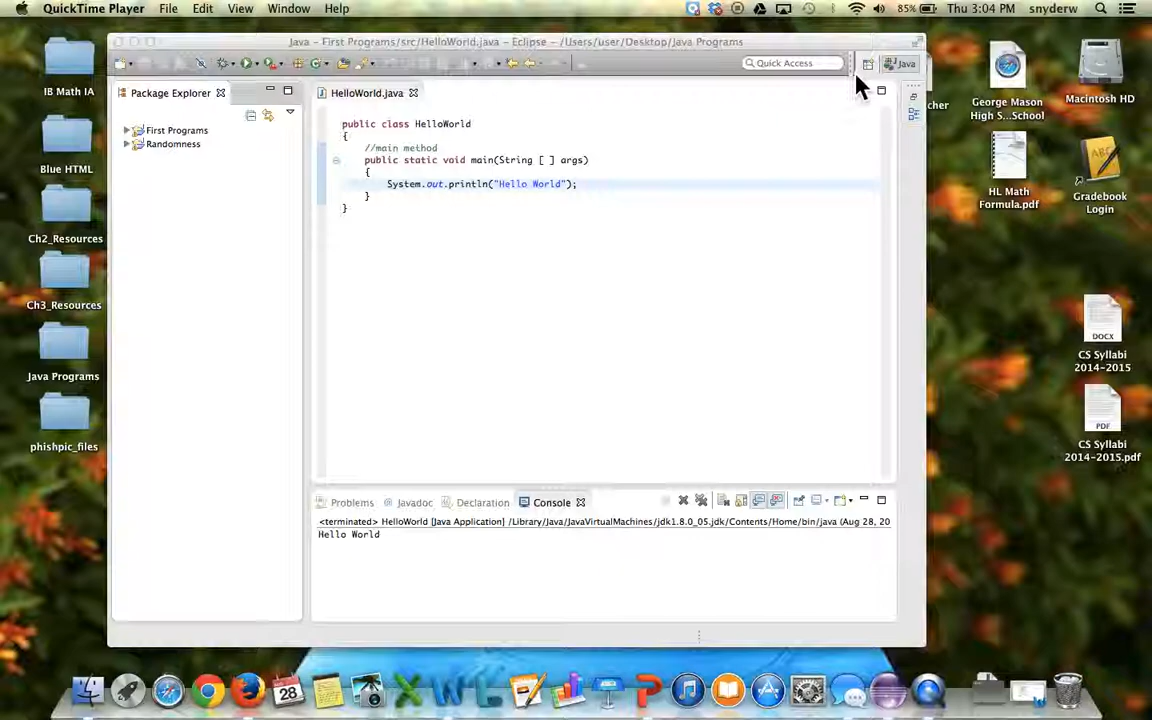 QuickTime Player File Edit View Window Help 85% Thu 3:04 PM snyderw
Java - First Programs/src/HelloWorld.java - Eclipse - /Users/user/Desktop/Java Programs
Quick Access Java
Package Explorer
HelloWorld.java
First Programs
Randomness
public class HelloWorld
{
//main method
public static void main(String [ ] args)
{
System.out.println("Hello World");
}
}
Problems Javadoc Declaration Console
<terminated> HelloWorld [Java Application] /Library/Java/JavaVirtualMachines/jdk1.8.0_05.jdk/Contents/Home/bin/java (Aug 28, 20
Hello World
IB Math IA
Blue HTML
Ch2_Resources
Ch3_Resources
Java Programs
phishpic_files
cher
George Mason
High S...School
Macintosh HD
HL Math
Formula.pdf
Gradebook
Login
DOCX
CS Syllabi
2014-2015
PDF
CS Syllabi
2014-2015.pdf
28